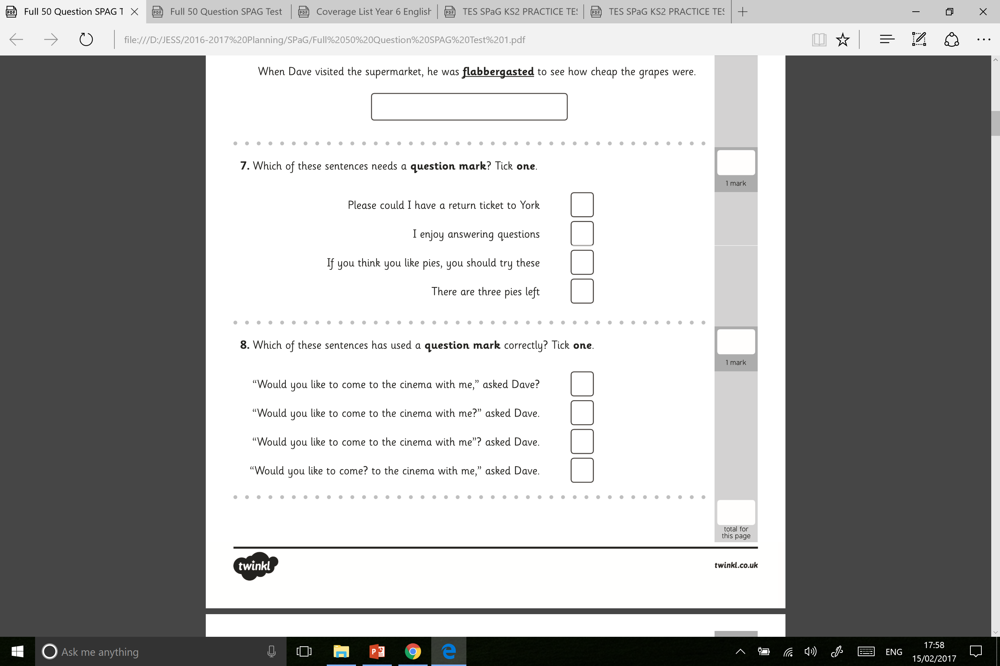 Full 50 Question SPAG T
Full 50 Question SPAG Test
Coverage List Year 6 English
TES SPaG KS2 PRACTICE TES
TES SPaG KS2 PRACTICE TES
file:///D:/JESS/2016-2017%20Planning/SPaG/Full%2050%20Question%20SPAG%20Test%201.pdf
When Dave visited the supermarket, he was flabbergasted to see how cheap the grapes were.
7. Which of these sentences needs a question mark? Tick one.
1 mark
Please could I have a return ticket to York
I enjoy answering questions
If you think you like pies, you should try these
There are three pies left
8. Which of these sentences has used a question mark correctly? Tick one.
1 mark
“Would you like to come to the cinema with me,” asked Dave?
“Would you like to come to the cinema with me?” asked Dave.
“Would you like to come to the cinema with me”? asked Dave.
“Would you like to come? to the cinema with me,” asked Dave.
total for
this page
twinkl
twinkl.co.uk
Ask me anything
ENG
17:58
15/02/2017